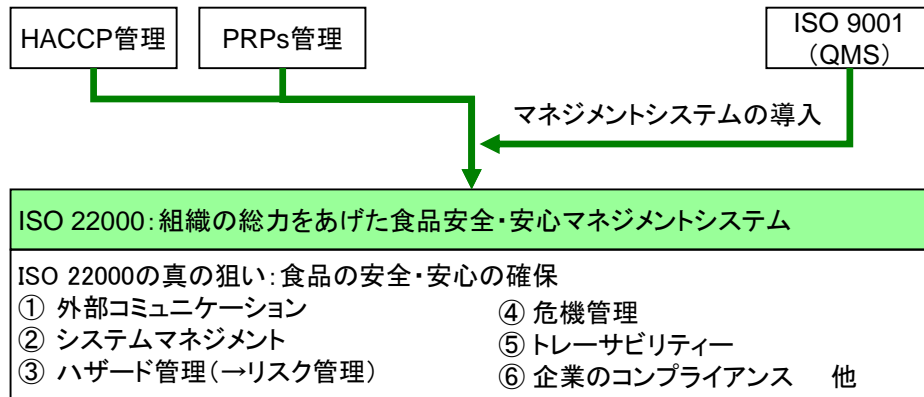 HACCP管理
PRPs管理
ISO 9001
(QMS)
マネジメントシステムの導入
ISO 22000:組織の総力をあげた食品安全・安心マネジメントシステム
ISO 22000の真の狙い:食品の安全・安心の確保
① 外部コミュニケーション
② システムマネジメント
③ ハザード管理(→リスク管理)
④ 危機管理
⑤ トレーサビリティー
⑥ 企業のコンプライアンス 他